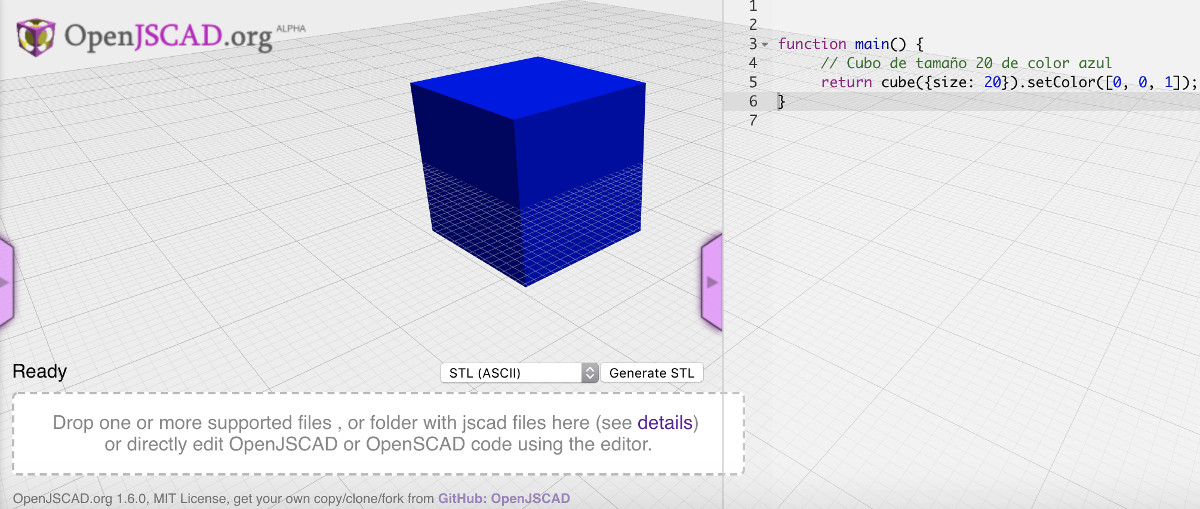 OpenJSCAD.org ALPHA
1
2
3 function main() {
4 // Cubo de tamaño 20 de color azul
5 return cube({size: 20}).setColor([0, 0, 1]);
6 }
7
Ready
STL (ASCII)
Generate STL
Drop one or more supported files , or folder with jscad files here (see details)
or directly edit OpenJSCAD or OpenSCAD code using the editor.
OpenJSCAD.org 1.6.0, MIT License, get your own copy/clone/fork from GitHub: OpenJSCAD